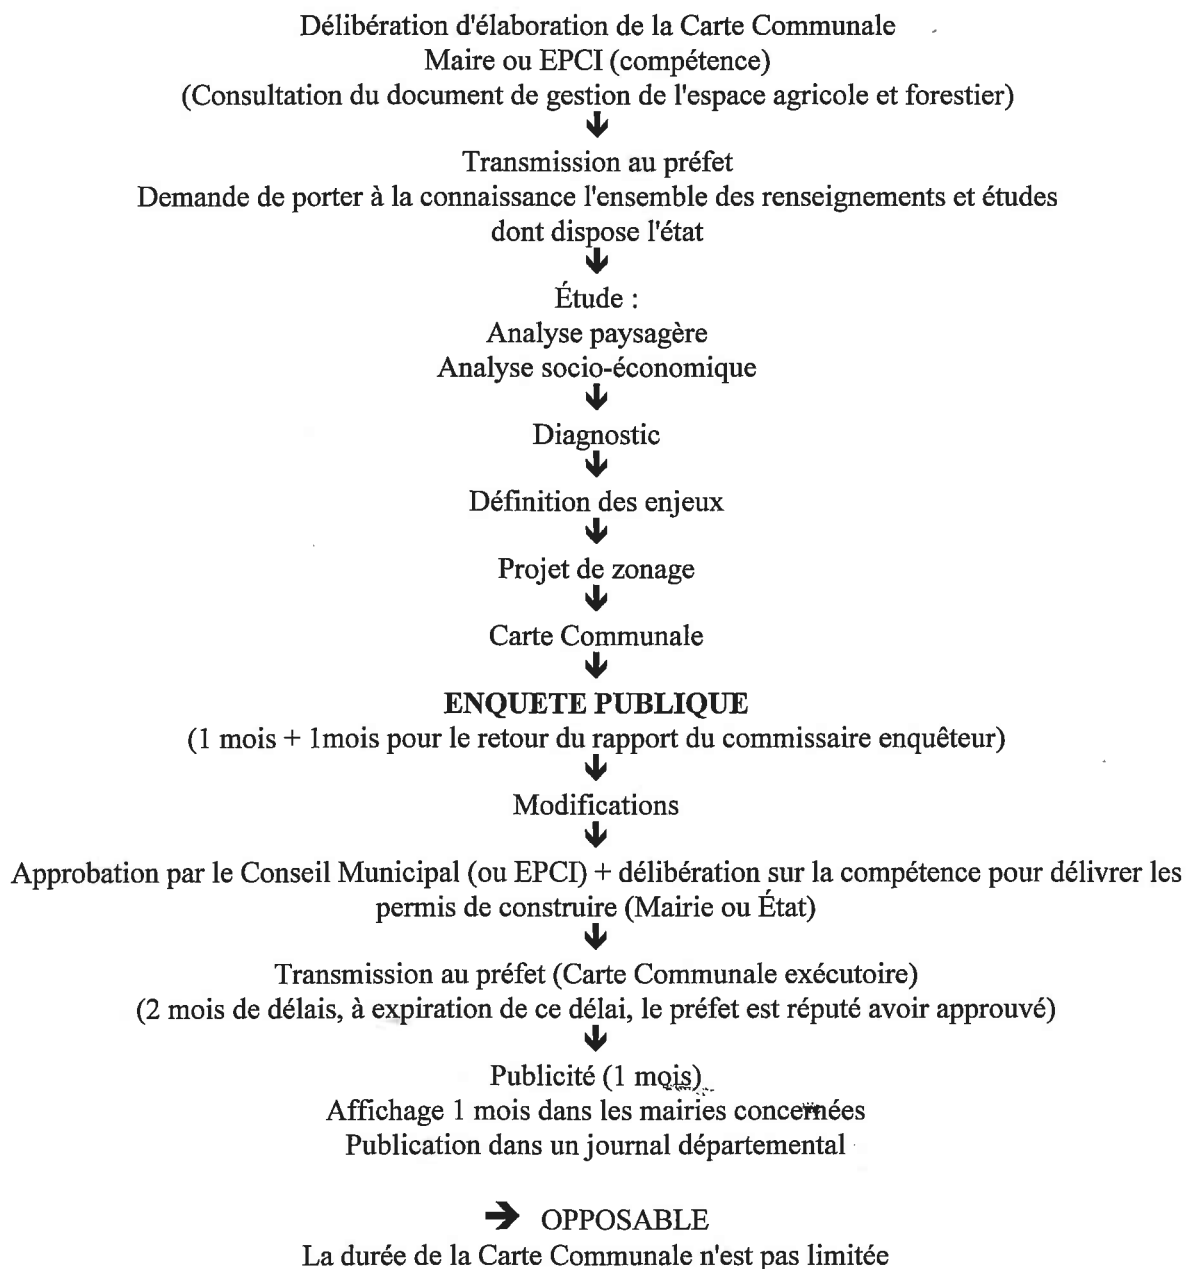 Délibération d'élaboration de la Carte Communale
Maire ou EPCI (compétence)
(Consultation du document de gestion de l'espace agricole et forestier)
Transmission au préfet
Demande de porter à la connaissance l'ensemble des renseignements et études
dont dispose l'état
Étude :
Analyse paysagère
Analyse socio-économique
Diagnostic
Définition des enjeux
Projet de zonage
Carte Communale
ENQUETE PUBLIQUE
(1 mois + 1mois pour le retour du rapport du commissaire enquêteur)
Modifications
Approbation par le Conseil Municipal (ou EPCI) + délibération sur la compétence pour délivrer les
permis de construire (Mairie ou État)
Transmission au préfet (Carte Communale exécutoire)
(2 mois de délais, à expiration de ce délai, le préfet est réputé avoir approuvé)
Publicité (1 mois)
Affichage 1 mois dans les mairies concernées
Publication dans un journal départemental
OPPOSABLE
La durée de la Carte Communale n'est pas limitée